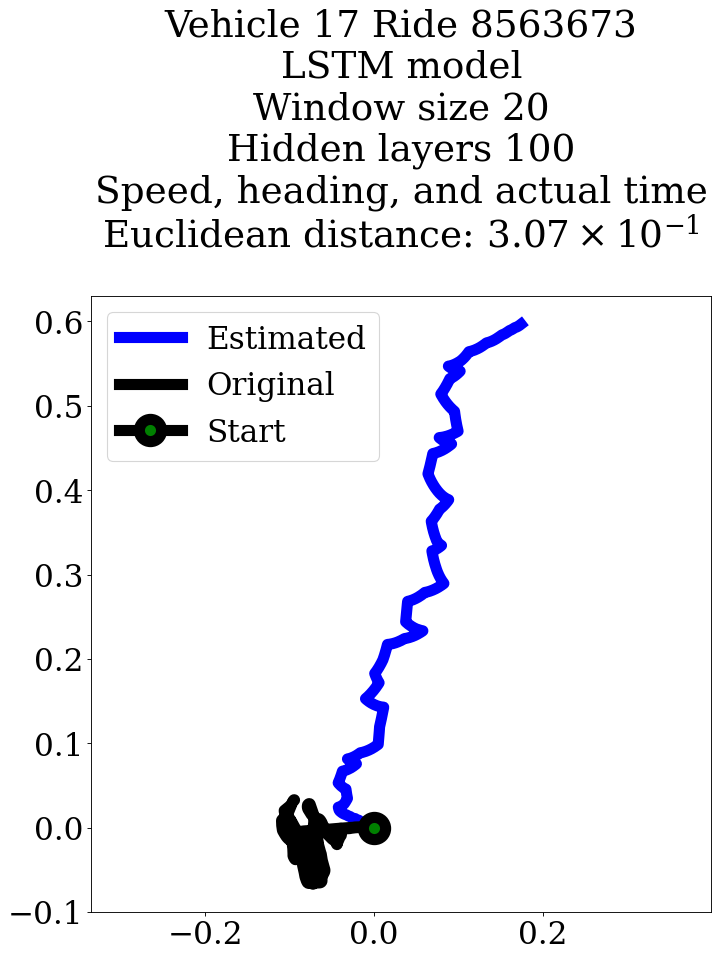 Vehicle 17 Ride 8563673
LSTM model
Window size 20
Hidden layers 100
Speed, heading, and actual time
Euclidean distance: 3.07 × 10⁻¹
Estimated
Original
Start
0.6
0.5
0.4
0.3
0.2
0.1
0.0
−0.1
−0.2 0.0 0.2